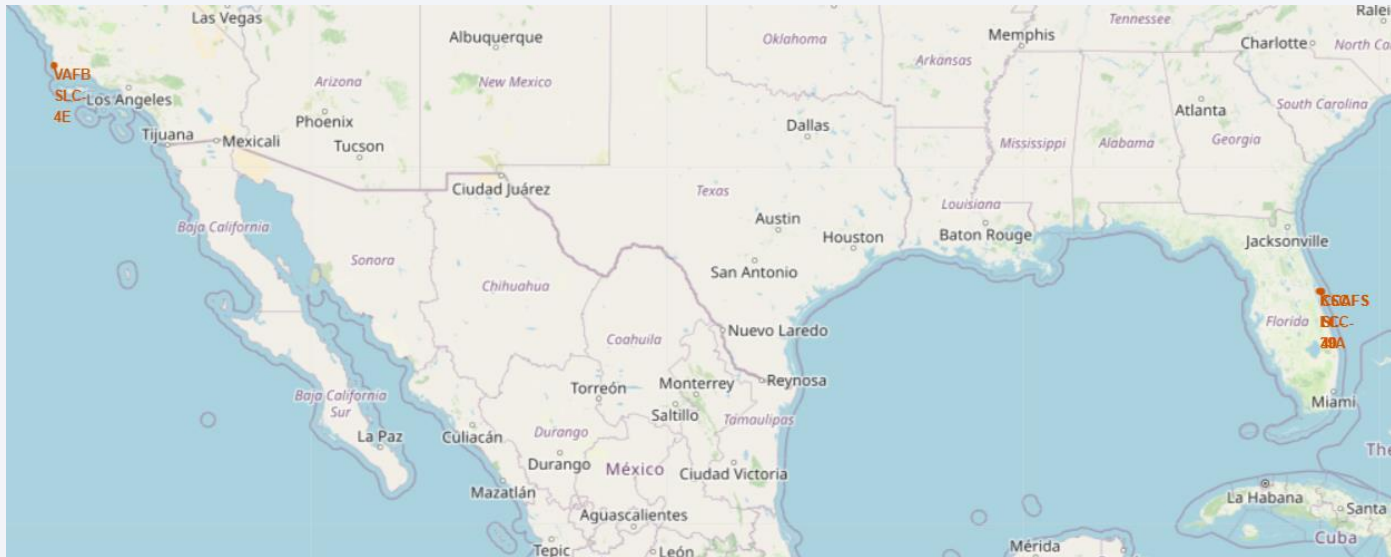 Las Vegas
Albuquerque
Oklahoma
Memphis
Tennessee
Charlotte
North
Arizona
New Mexico
Arkansas
VAFB
SLC-
4E
Los Angeles
Phoenix
Dallas
Atlanta
South Carolina
Tijuana
Mexicali
Tucson
Mississippi
Alabama
Georgia
Ciudad Juárez
Texas
Louisiana
Baja California
Austin
Houston
Baton Rouge
Jacksonville
Sonora
San Antonio
Chihuahua
Florida
Coahuila
Nuevo Laredo
Torreón
Monterrey
Reynosa
Baja California
Sur
Saltillo
Tamaulipas
Miami
La Paz
Culiacán
Durango
The
Durango
México
Ciudad Victoria
Mazatlán
La Habana
Santa
Aguascalientes
Cuba
Tepic
León
Mérida